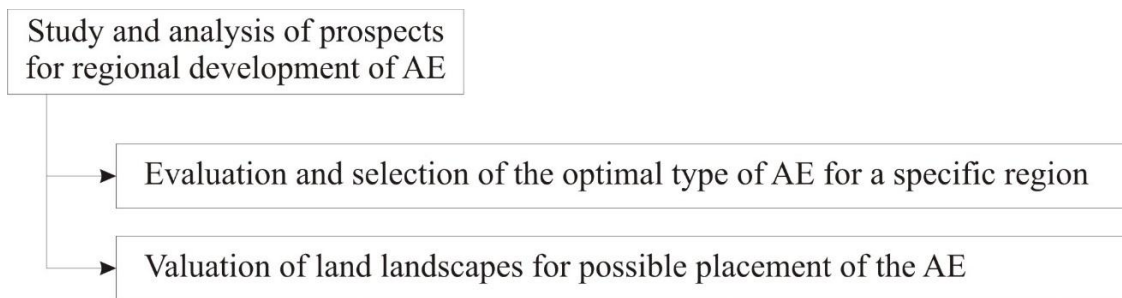 Study and analysis of prospects
for regional development of AE
Evaluation and selection of the optimal type of AE for a specific region
Valuation of land landscapes for possible placement of the AE